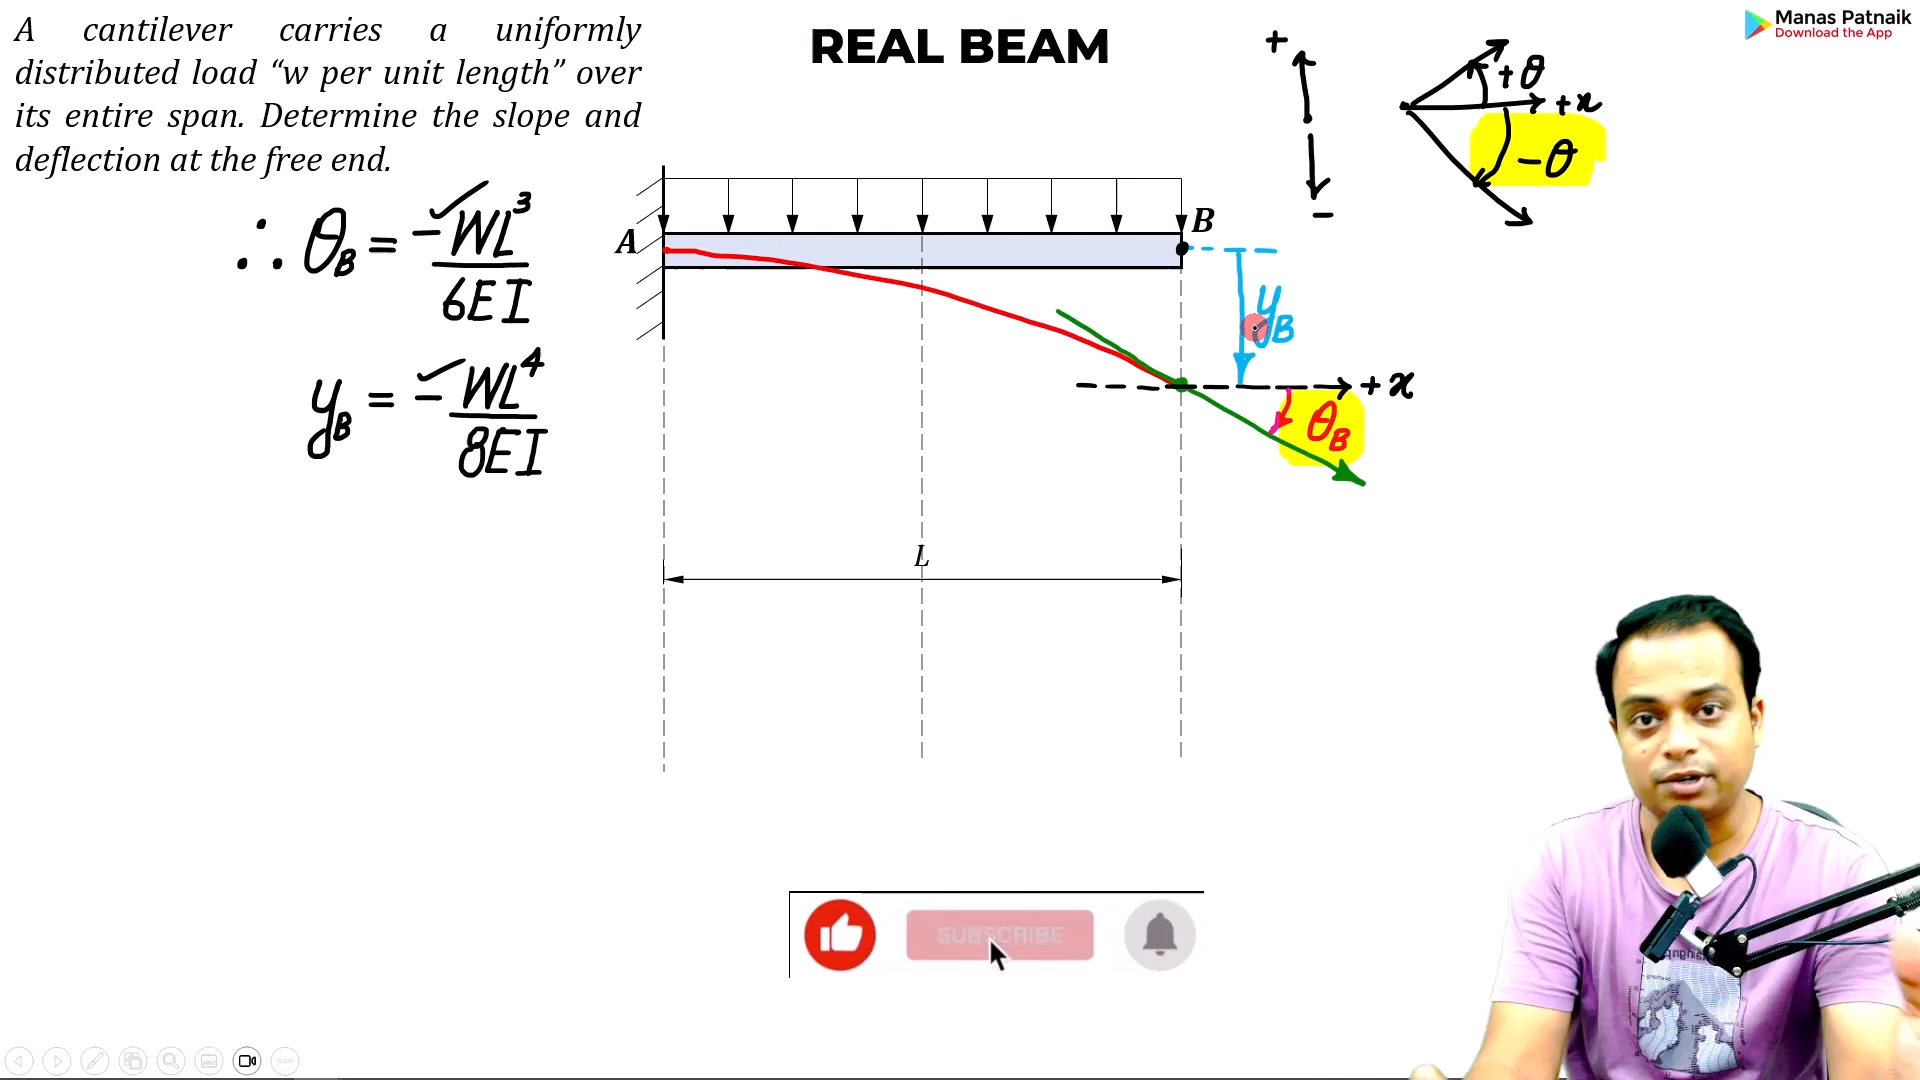 A cantilever carries a uniformly
distributed load “w per unit length” over
its entire span. Determine the slope and
deflection at the free end.
REAL BEAM
Manas Patnaik
Download the App
+
-
+θ
+x
-θ
∴ θB = -WL³
6EI
yB = -WL⁴
8EI
A
B
yB
+x
θB
L
SUBSCRIBE